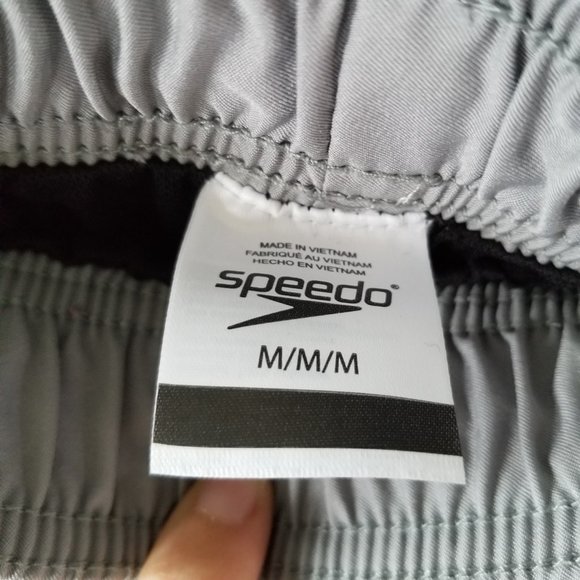 MADE IN VIETNAM
FABRIQUÉ AU VIETNAM
HECHO EN VIETNAM
speedo®
M/M/M